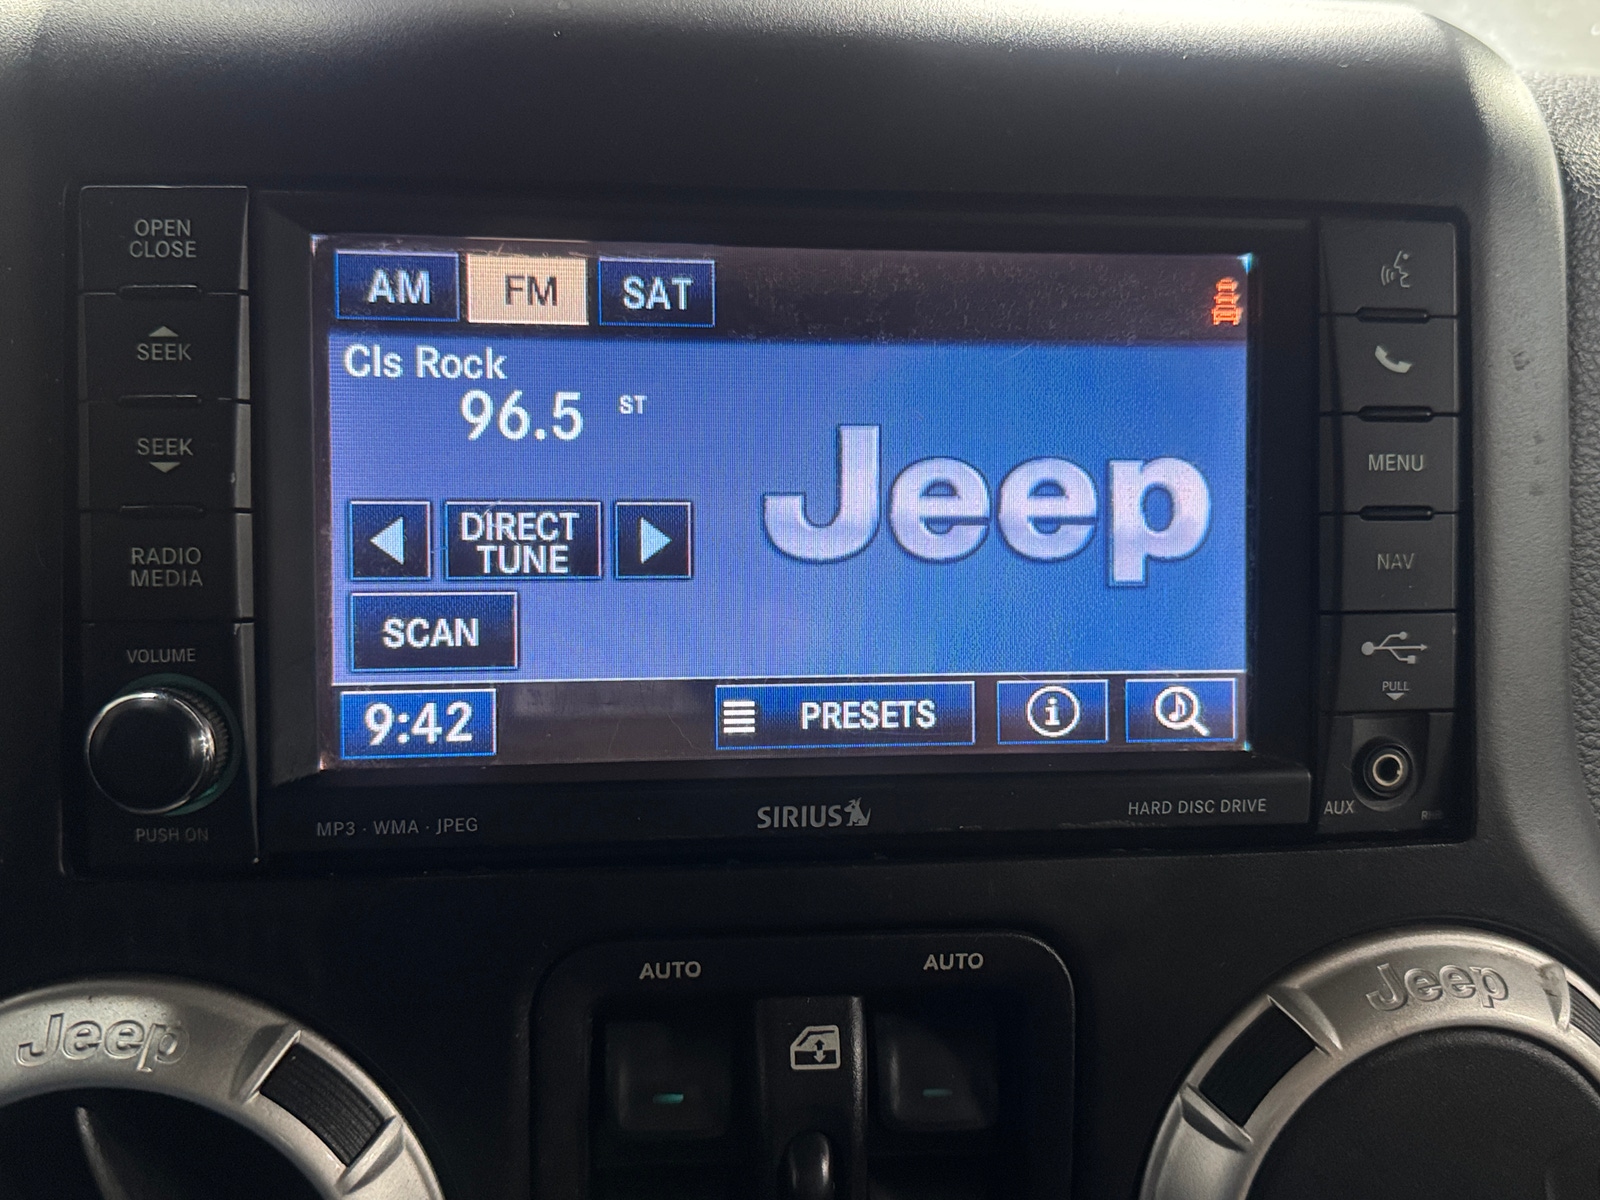 OPEN
CLOSE
SEEK
SEEK
RADIO
MEDIA
VOLUME
PUSH ON
AM
FM
SAT
Cls Rock
96.5 ST
Jeep
DIRECT
TUNE
SCAN
9:42
PRESETS
i
MENU
NAV
PULL
AUX
MP3 · WMA · JPEG
SIRIUS
HARD DISC DRIVE
AUTO
AUTO
Jeep
Jeep